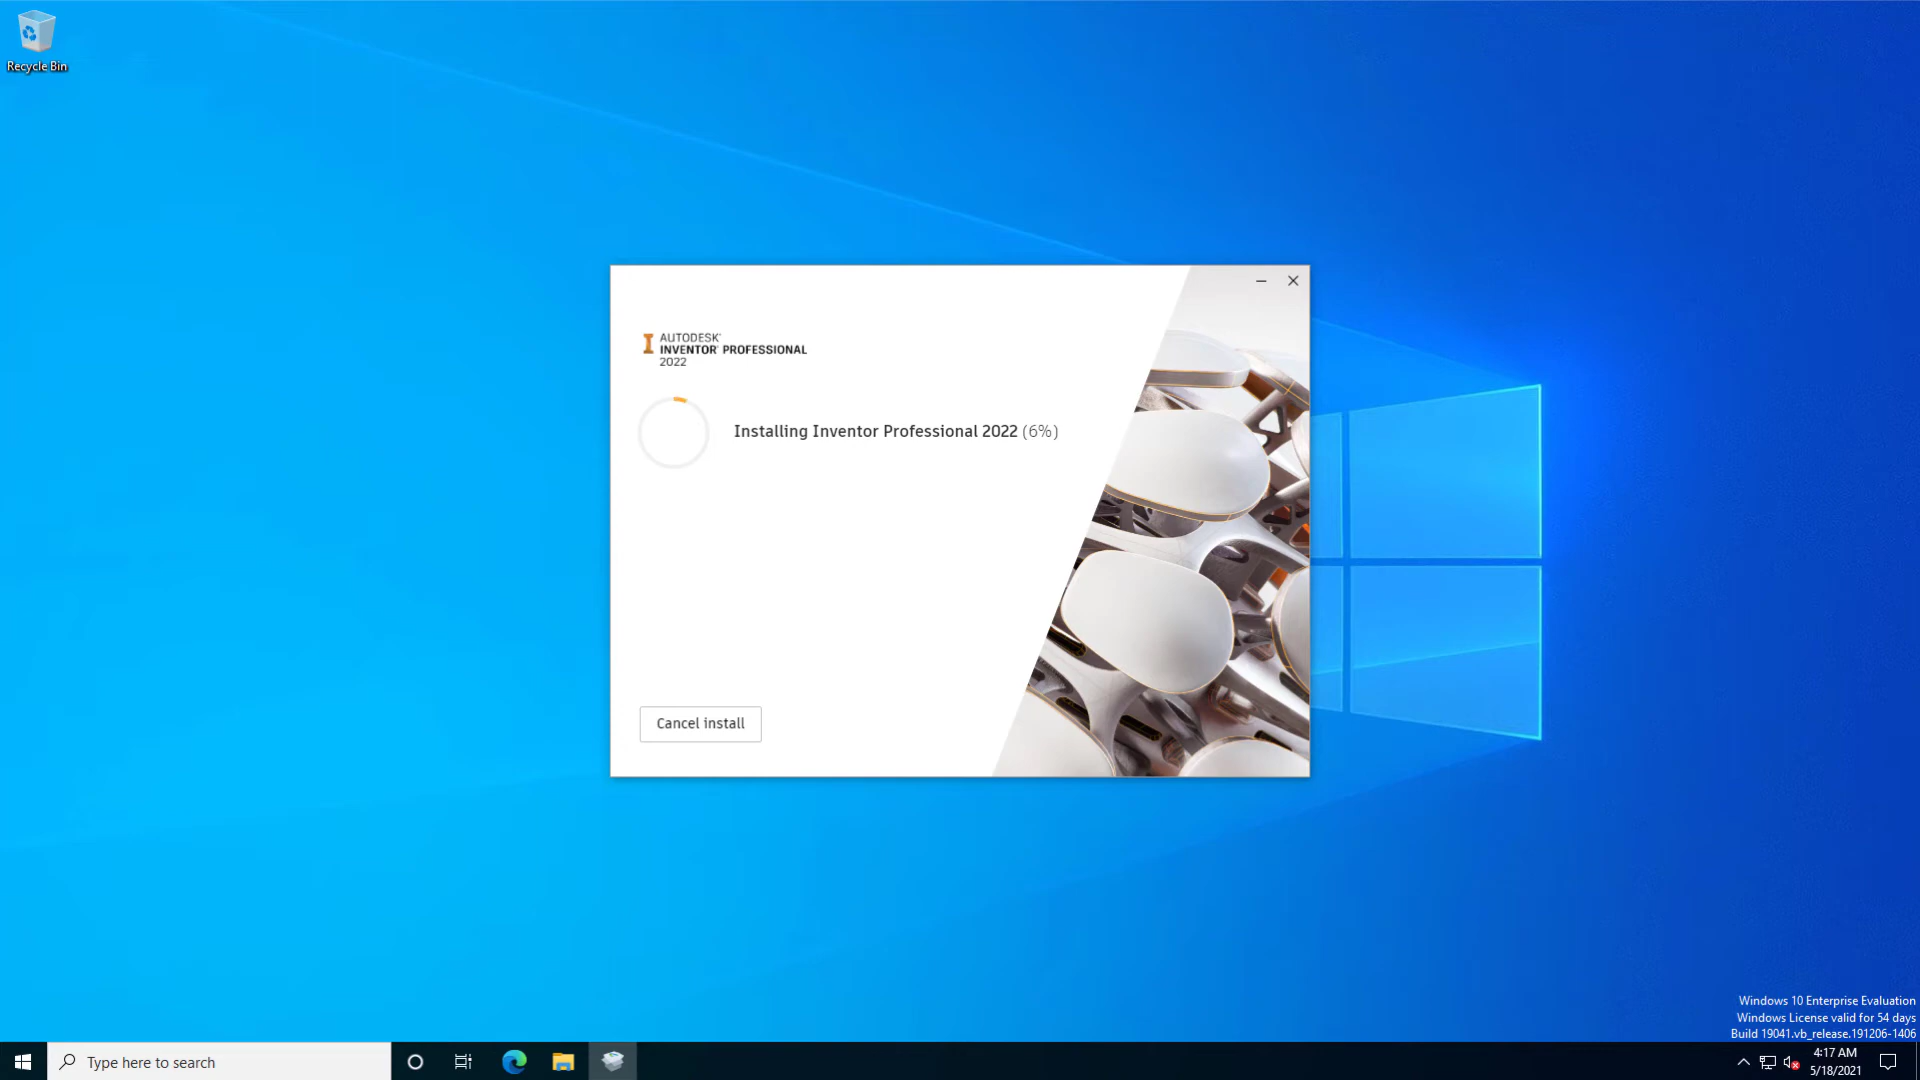 Recycle Bin
I AUTODESK®
INVENTOR® PROFESSIONAL
2022
Installing Inventor Professional 2022 (6%)
Cancel install
Windows 10 Enterprise Evaluation
Windows License valid for 54 days
Build 19041.vb_release.191206-1406
Type here to search
4:17 AM
5/18/2021